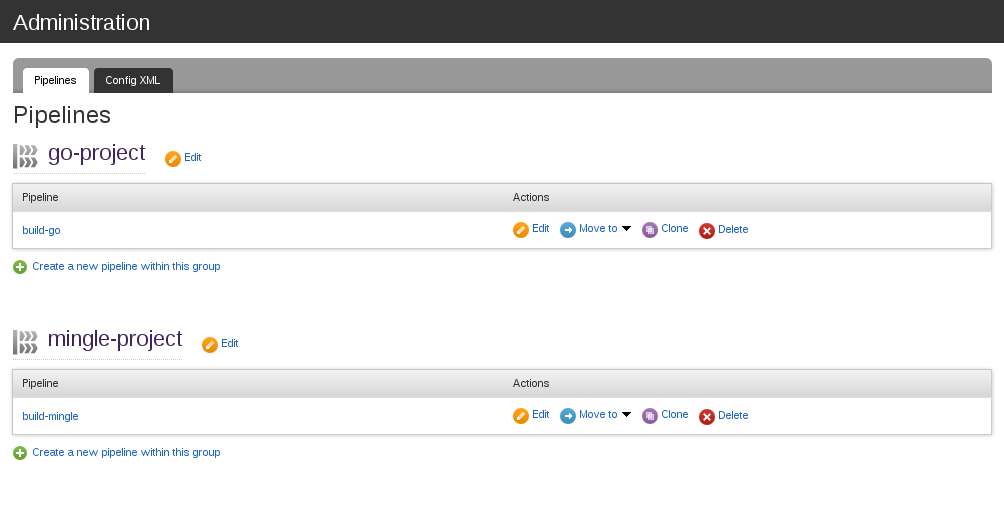 Administration
Pipelines Config XML
Pipelines
go-project Edit
Pipeline Actions
build-go Edit Move to Clone Delete
Create a new pipeline within this group
mingle-project Edit
Pipeline Actions
build-mingle Edit Move to Clone Delete
Create a new pipeline within this group